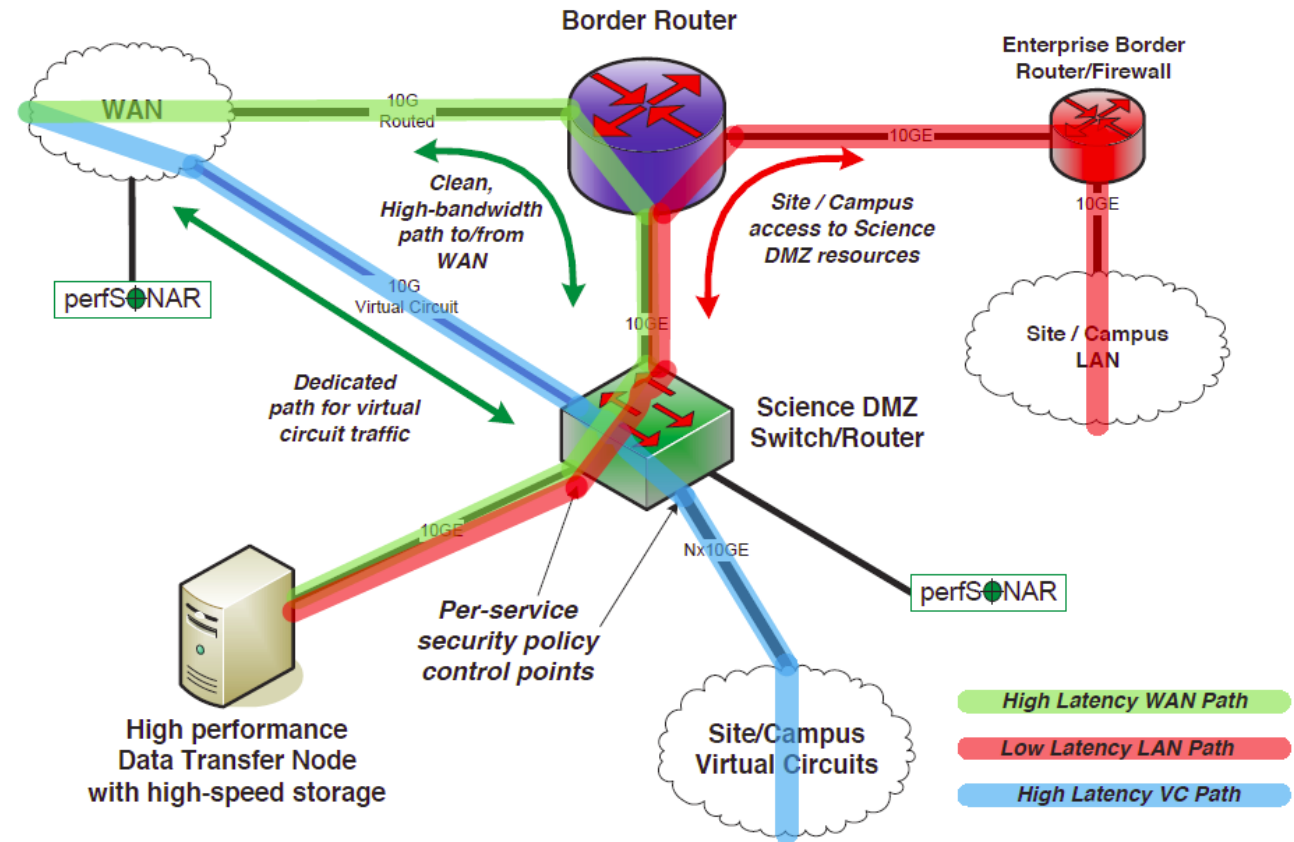 Border Router
Enterprise Border
Router/Firewall
WAN
10G
Routed
10GE
10GE
Clean,
High-bandwidth
path to/from
WAN
Site / Campus
access to Science
DMZ resources
perfSONAR
10G
Virtual Circuit
10GE
Site / Campus
LAN
Dedicated
path for virtual
circuit traffic
Science DMZ
Switch/Router
10GE
Nx10GE
perfSONAR
Per-service
security policy
control points
High performance
Data Transfer Node
with high-speed storage
Site/Campus
Virtual Circuits
High Latency WAN Path
Low Latency LAN Path
High Latency VC Path